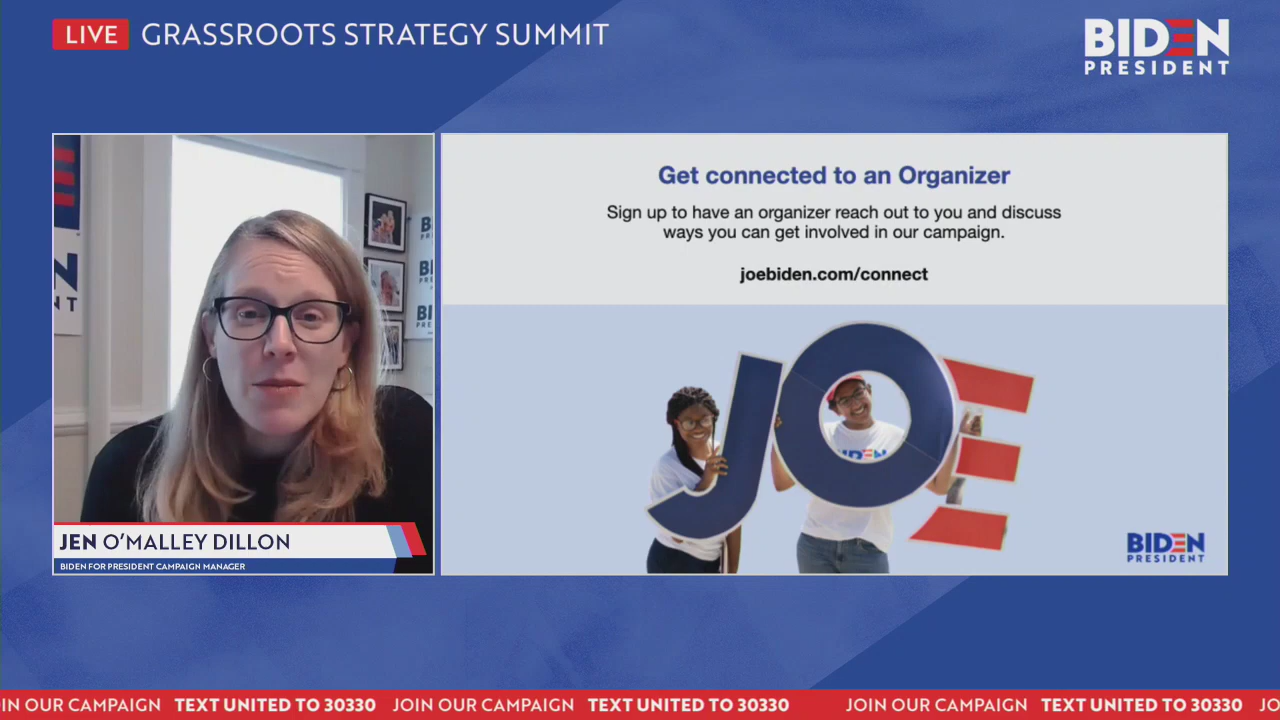 LIVE GRASSROOTS STRATEGY SUMMIT
BIDEN
PRESIDENT
Get connected to an Organizer
Sign up to have an organizer reach out to you and discuss
ways you can get involved in our campaign.
joebiden.com/connect
JOE
BIDEN
PRESIDENT
JEN O'MALLEY DILLON
BIDEN FOR PRESIDENT CAMPAIGN MANAGER
IN OUR CAMPAIGN TEXT UNITED TO 30330 JOIN OUR CAMPAIGN TEXT UNITED TO 30330 JOIN OUR CAMPAIGN TEXT UNITED TO 30330 JO